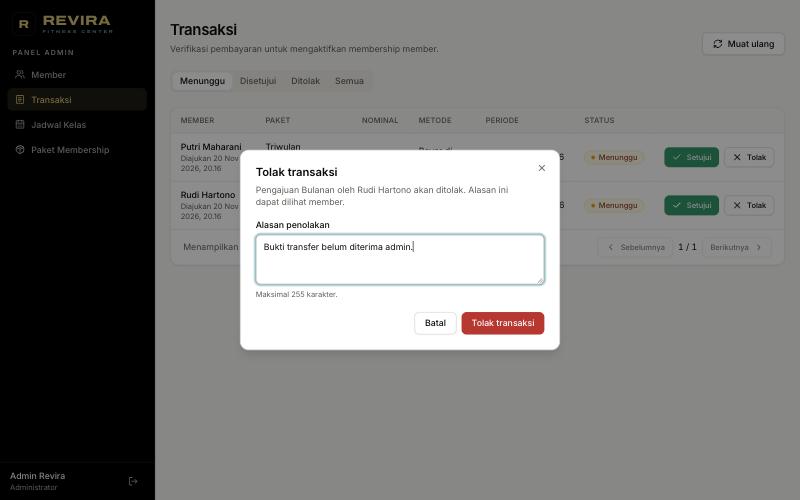 R REVIRA
FITNESS CENTER
PANEL ADMIN
Member
Transaksi
Jadwal Kelas
Paket Membership
Admin Revira
Administrator
Transaksi
Verifikasi pembayaran untuk mengaktifkan membership member.
Muat ulang
Menunggu Disetujui Ditolak Semua
MEMBER PAKET NOMINAL METODE PERIODE STATUS
Putri Maharani Triwulan
Diajukan 20 Nov
2026, 20.16
6 Menunggu Setujui Tolak
Rudi Hartono
Diajukan 20 Nov
2026, 20.16
6 Menunggu Setujui Tolak
Menampilkan
Sebelumnya 1 / 1 Berikutnya
Tolak transaksi
Pengajuan Bulanan oleh Rudi Hartono akan ditolak. Alasan ini
dapat dilihat member.
Alasan penolakan
Bukti transfer belum diterima admin.
Maksimal 255 karakter.
Batal Tolak transaksi